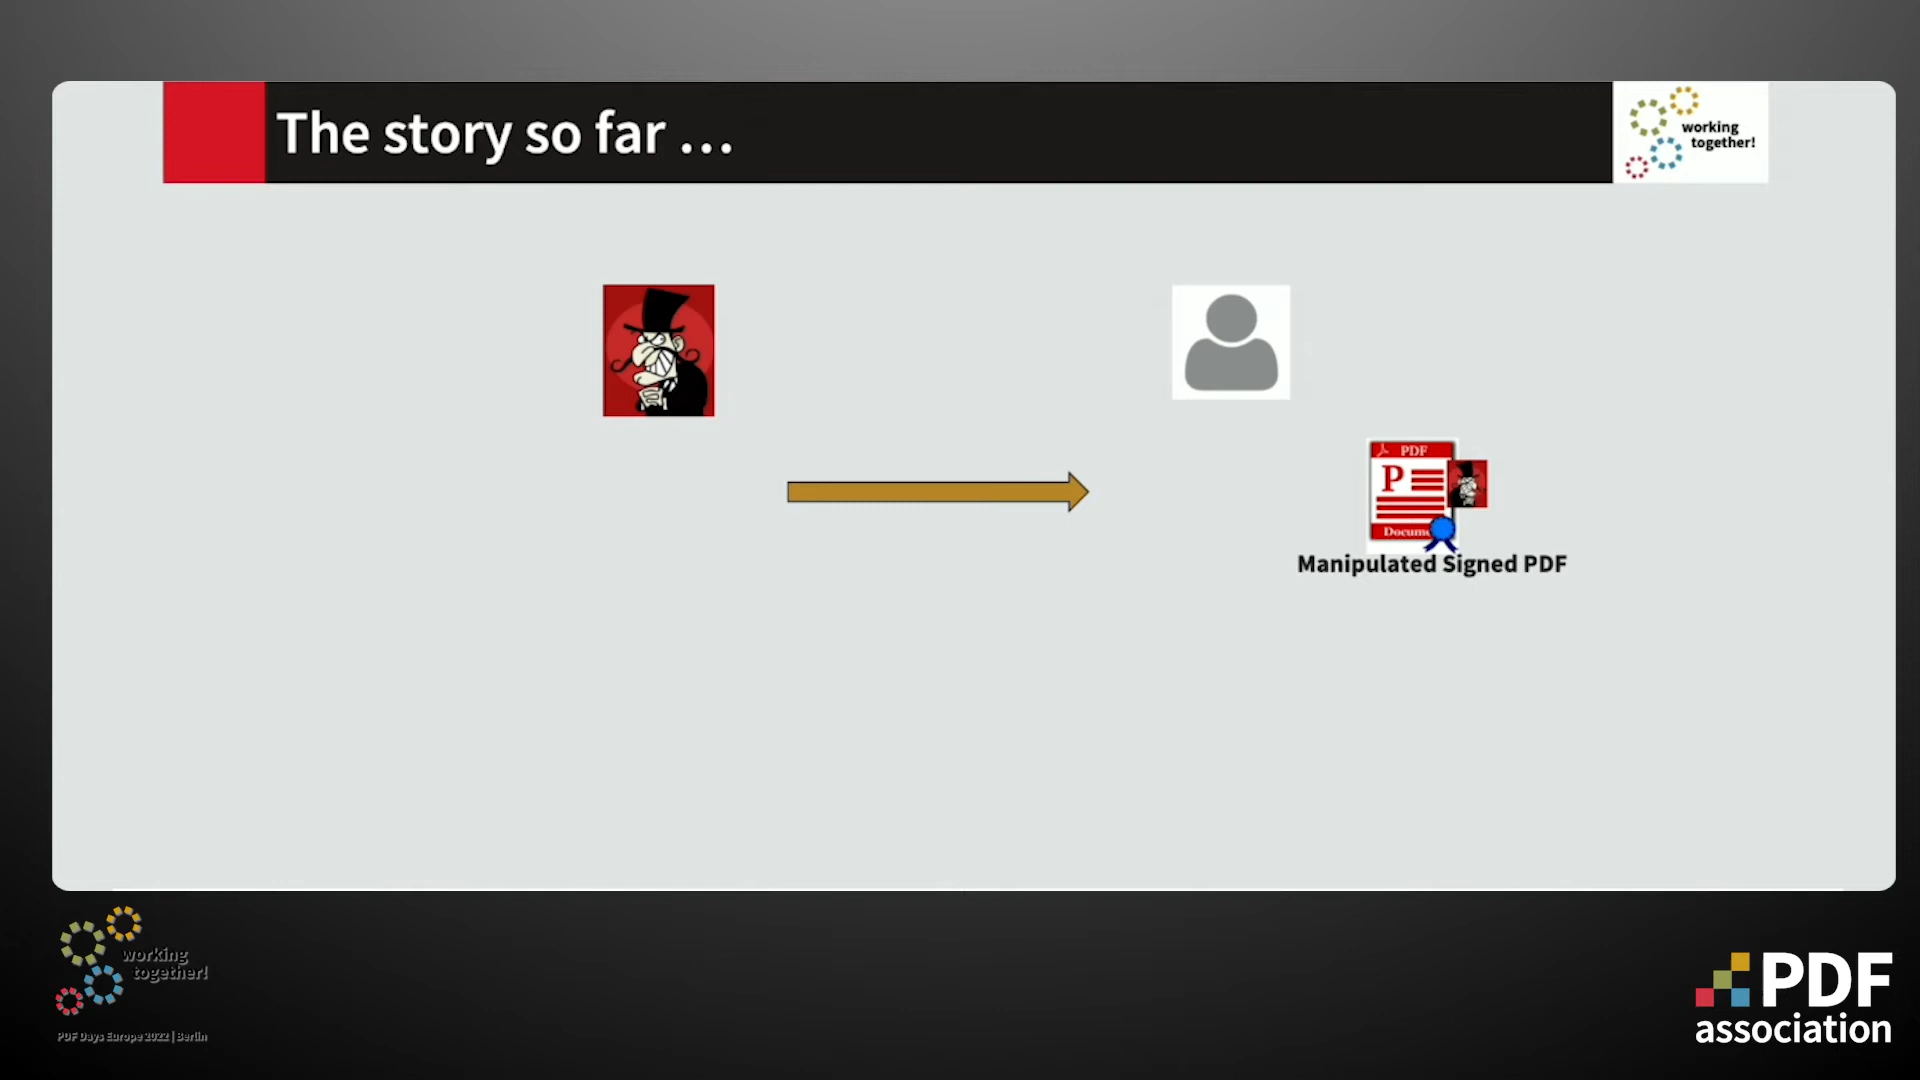 The story so far ...
working
together!
PDF
P
Docume
Manipulated Signed PDF
working
together!
PDF Days Europe 2022 | Berlin
PDF
association